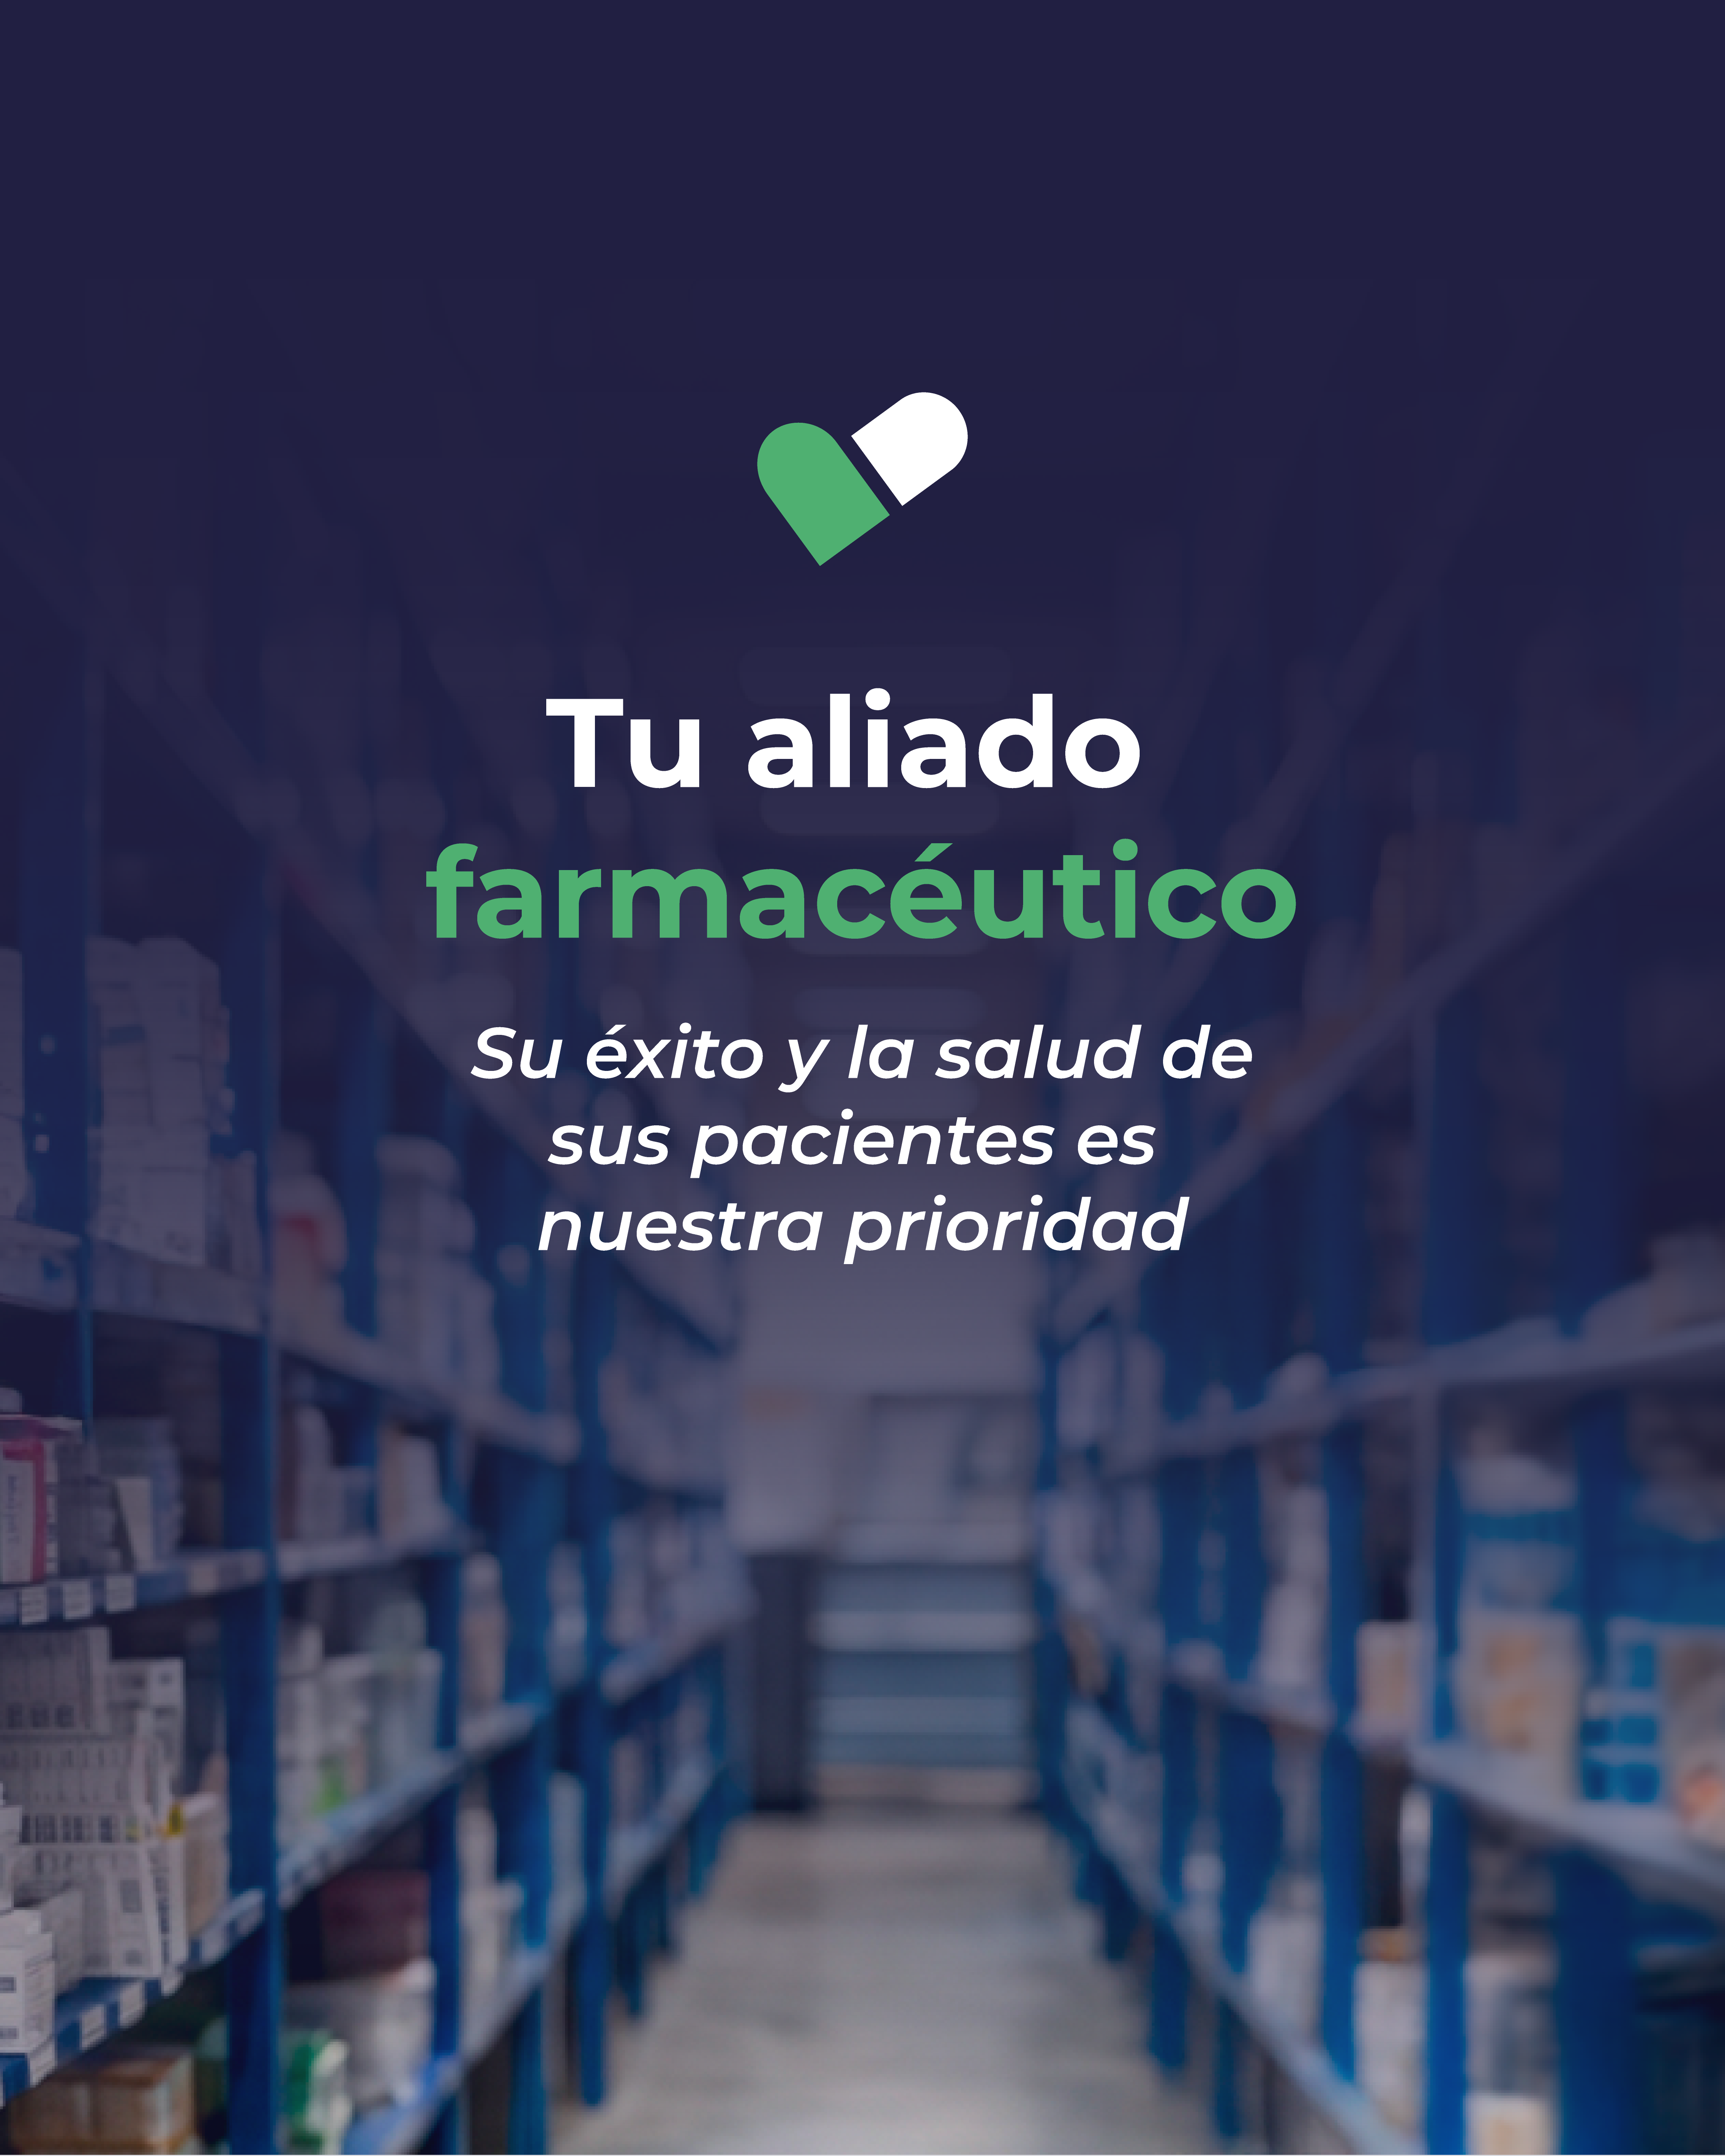 Tu aliado
farmacéutico
Su éxito y la salud de
sus pacientes es
nuestra prioridad